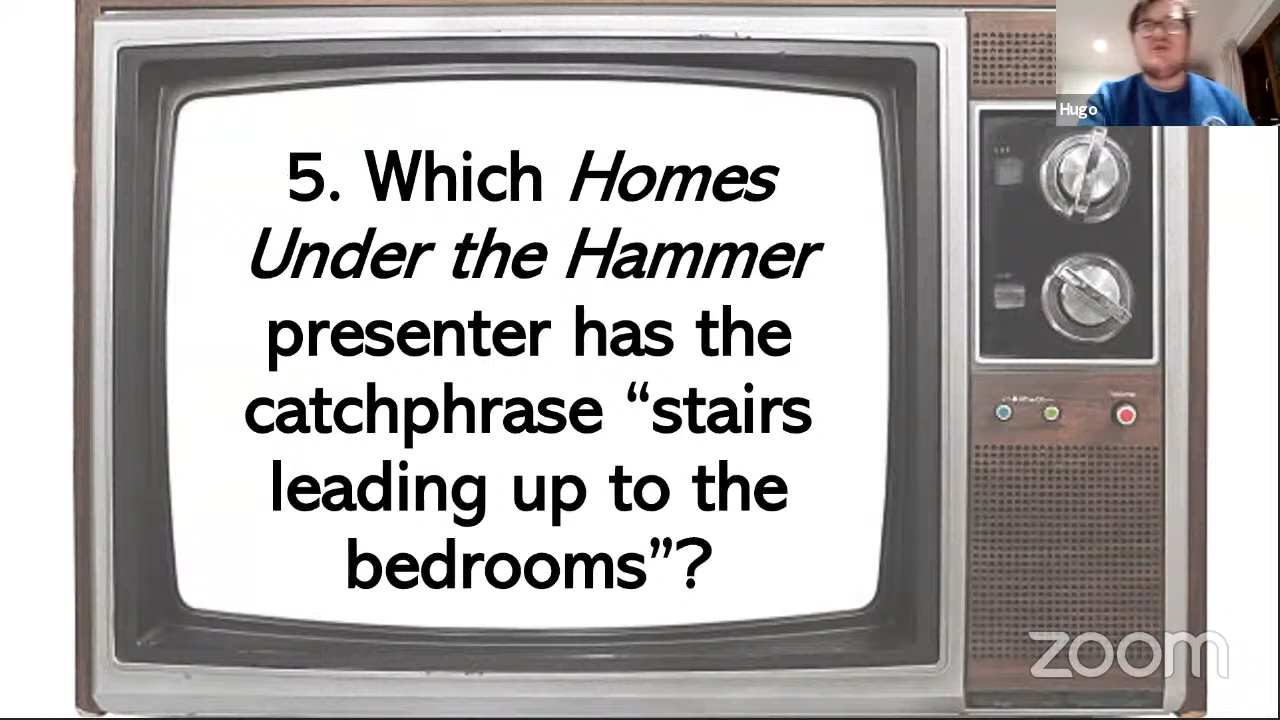 5. Which Homes
Under the Hammer
presenter has the
catchphrase “stairs
leading up to the
bedrooms”?
Hugo
zoom